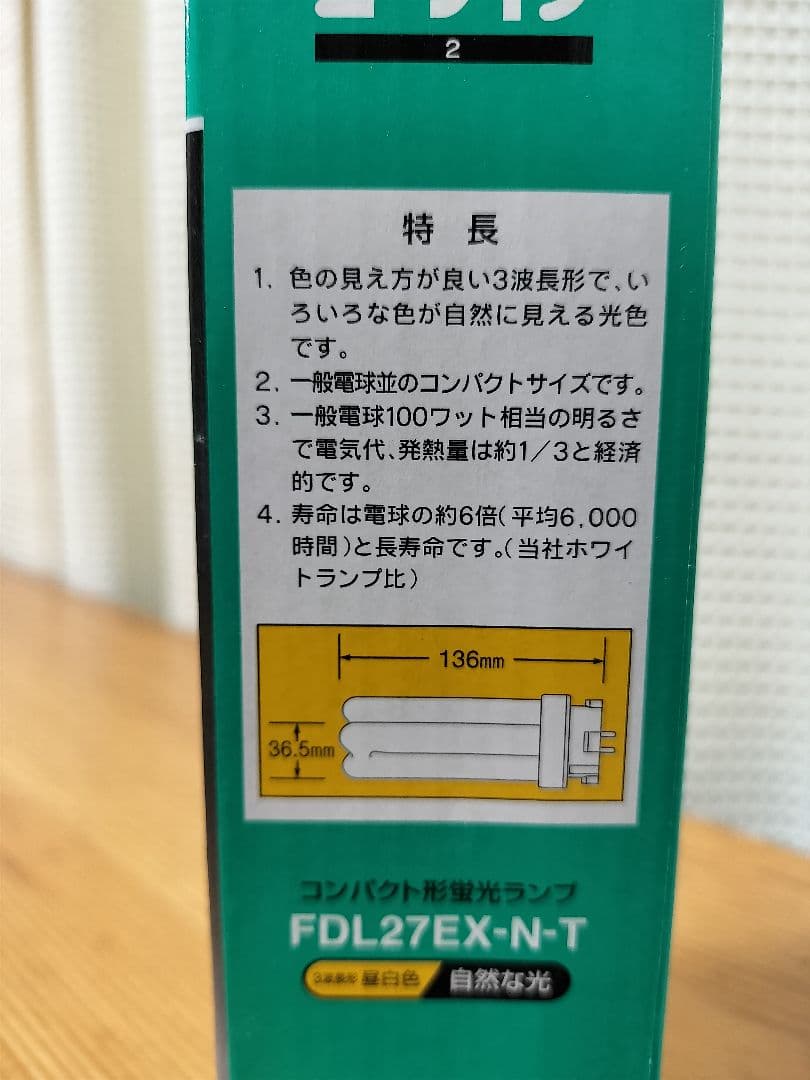 2
特長
1. 色の見え方が良い3波長形で、い
ろいろな色が自然に見える光色
です。
2. 一般電球並のコンパクトサイズです。
3. 一般電球100ワット相当の明るさ
で電気代、発熱量は約1／3と経済
的です。
4. 寿命は電球の約6倍(平均6,000
時間)と長寿命です。(当社ホワイ
トランプ比)
136mm
36.5mm
コンパクト形蛍光ランプ
FDL27EX-N-T
3波長形 昼白色 自然な光